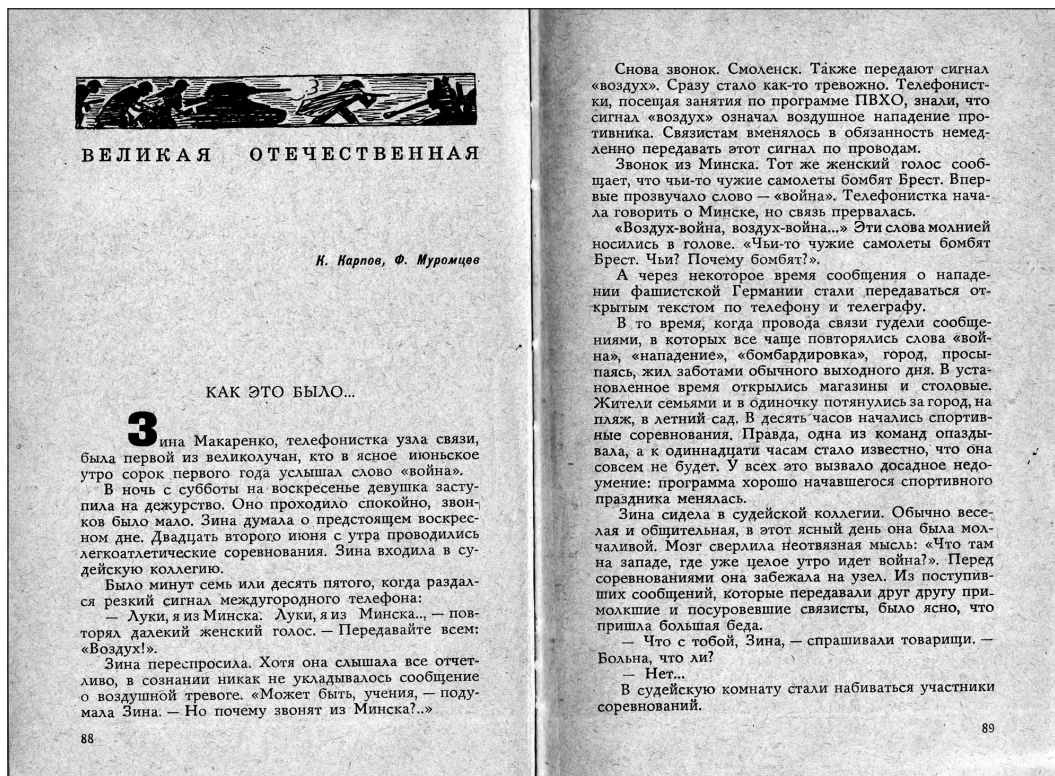 ВЕЛИКАЯ ОТЕЧЕСТВЕННАЯ
К. Карпов, Ф. Муромцев
КАК ЭТО БЫЛО...
Зина Макаренко, телефонистка узла связи,
была первой из великолучан, кто в ясное июньское
утро сорок первого года услышал слово «война».
В ночь с субботы на воскресенье девушка засту-
пила на дежурство. Оно проходило спокойно, звон-
ков было мало. Зина думала о предстоящем воскрес-
ном дне. Двадцать второго июня с утра проводились
легкоатлетические соревнования. Зина входила в су-
дейскую коллегию.
Было минут семь или десять пятого, когда раздал-
ся резкий сигнал междугородного телефона:
— Луки, я из Минска. Луки, я из Минска.., — пов-
торял далекий женский голос. — Передавайте всем:
«Воздух!».
Зина переспросила. Хотя она слышала все отчет-
ливо, в сознании никак не укладывалось сообщение
о воздушной тревоге. «Может быть, учения, — поду-
мала Зина. — Но почему звонят из Минска?..»
88
Снова звонок. Смоленск. Также передают сигнал
«воздух». Сразу стало как-то тревожно. Телефонист-
ки, посещая занятия по программе ПВХО, знали, что
сигнал «воздух» означал воздушное нападение про-
тивника. Связистам вменялось в обязанность немед-
ленно передавать этот сигнал по проводам.
Звонок из Минска. Тот же женский голос сооб-
щает, что чьи-то чужие самолеты бомбят Брест. Впер-
вые прозвучало слово — «война». Телефонистка нача-
ла говорить о Минске, но связь прервалась.
«Воздух-война, воздух-война...» Эти слова молнией
носились в голове. «Чьи-то чужие самолеты бомбят
Брест. Чьи? Почему бомбят?».
А через некоторое время сообщения о нападе-
нии фашистской Германии стали передаваться от-
крытым текстом по телефону и телеграфу.
В то время, когда провода связи гудели сообще-
ниями, в которых все чаще повторялись слова «вой-
на», «нападение», «бомбардировка», город, просы-
паясь, жил заботами обычного выходного дня. В уста-
новленное время открылись магазины и столовые.
Жители семьями и в одиночку потянулись за город, на
пляж, в летний сад. В десять часов начались спортив-
ные соревнования. Правда, одна из команд опазды-
вала, а к одиннадцати часам стало известно, что она
совсем не будет. У всех это вызвало досадное недо-
умение: программа хорошо начавшегося спортивного
праздника менялась.
Зина сидела в судейской коллегии. Обычно весе-
лая и общительная, в этот ясный день она была мол-
чаливой. Мозг сверлила неотвязная мысль: «Что там
на западе, где уже целое утро идет война?». Перед
соревнованиями она забежала на узел. Из поступив-
ших сообщений, которые передавали друг другу при-
молкшие и посуровевшие связисты, было ясно, что
пришла большая беда.
— Что с тобой, Зина, — спрашивали товарищи. —
Больна, что ли?
— Нет...
В судейскую комнату стали набиваться участники
соревнований.
89